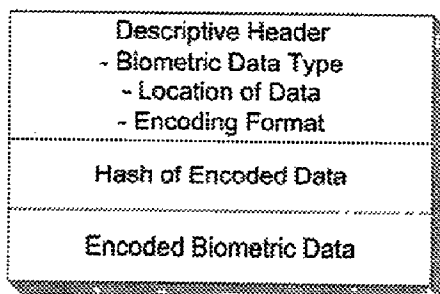 Descriptive Header
- Biometric Data Type
- Location of Data
- Encoding Format
Hash of Encoded Data
Encoded Biometric Data